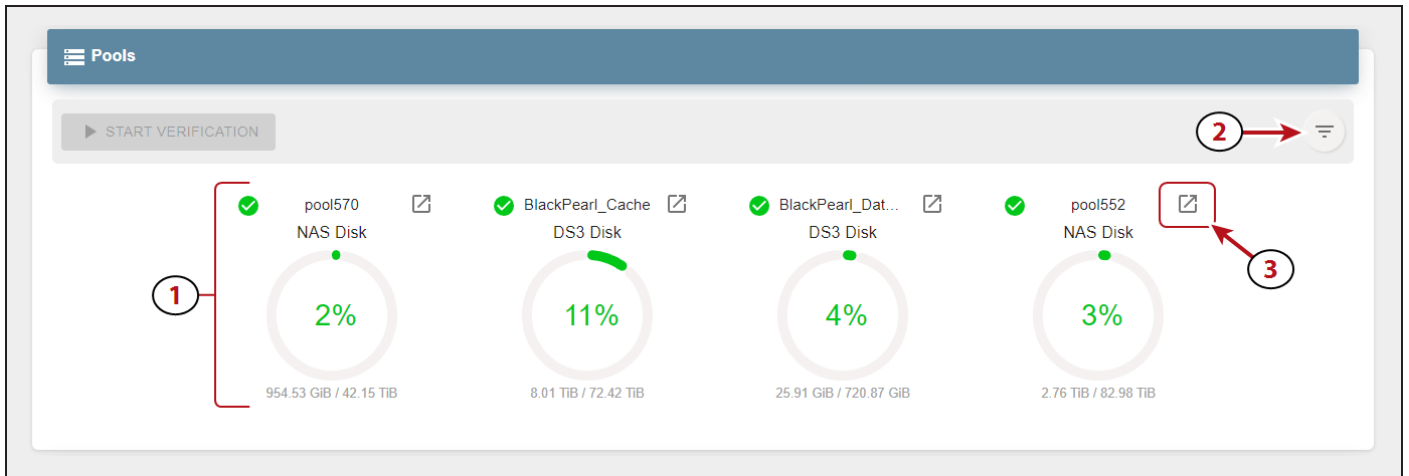 Pools
START VERIFICATION
2
pool570
BlackPearl_Cache
BlackPearl_Dat...
pool552
NAS Disk
DS3 Disk
DS3 Disk
NAS Disk
3
1
2%
11%
4%
3%
954.53 GiB / 42.15 TiB
8.01 TiB / 72.42 TiB
25.91 GiB / 720.87 GiB
2.76 TiB / 82.98 TiB